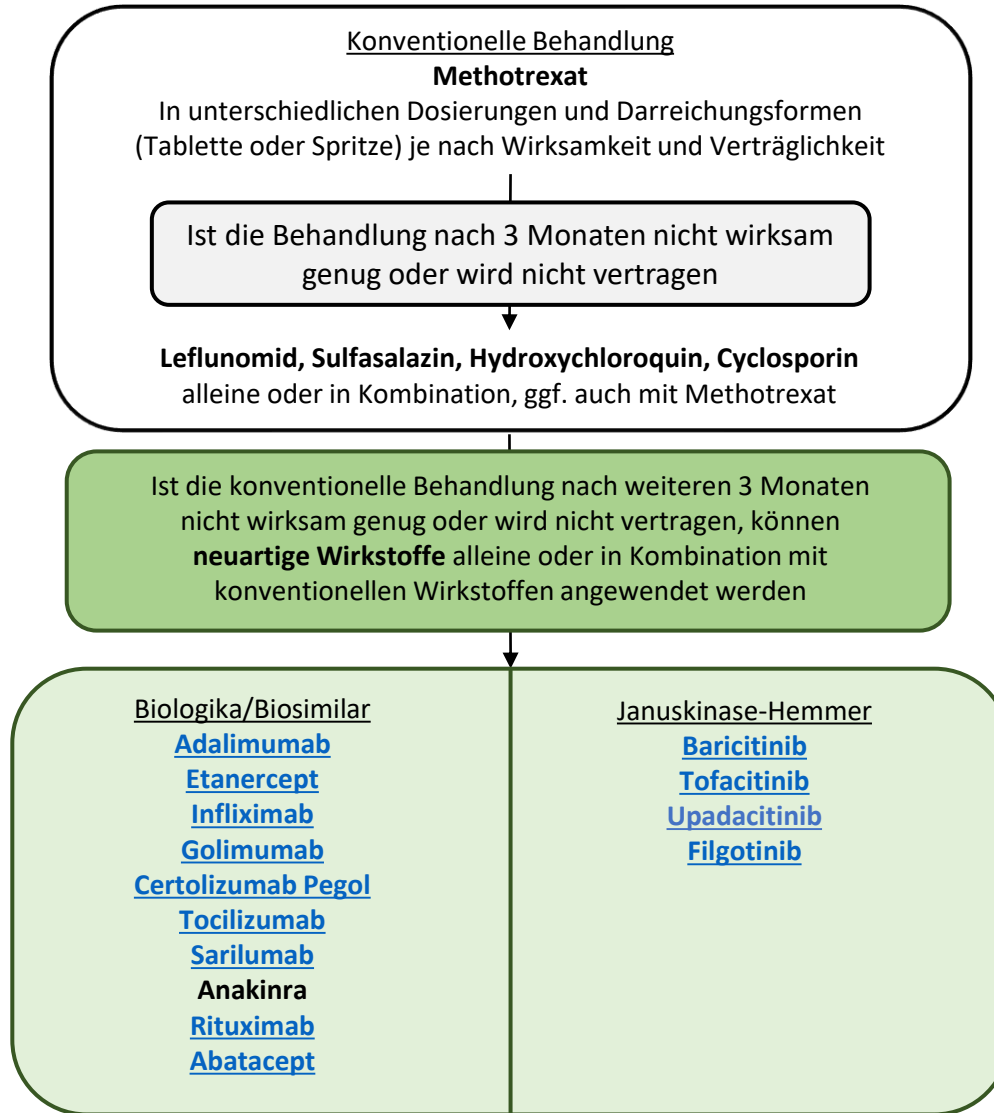 Konventionelle Behandlung
Methotrexat
In unterschiedlichen Dosierungen und Darreichungsformen
(Tablette oder Spritze) je nach Wirksamkeit und Verträglichkeit
Ist die Behandlung nach 3 Monaten nicht wirksam
genug oder wird nicht vertragen
Leflunomid, Sulfasalazin, Hydroxychloroquin, Cyclosporin
alleine oder in Kombination, ggf. auch mit Methotrexat
Ist die konventionelle Behandlung nach weiteren 3 Monaten
nicht wirksam genug oder wird nicht vertragen, können
neuartige Wirkstoffe alleine oder in Kombination mit
konventionellen Wirkstoffen angewendet werden
Biologika/Biosimilar
Adalimumab
Etanercept
Infliximab
Golimumab
Certolizumab Pegol
Tocilizumab
Sarilumab
Anakinra
Rituximab
Abatacept
Januskinase-Hemmer
Baricitinib
Tofacitinib
Upadacitinib
Filgotinib